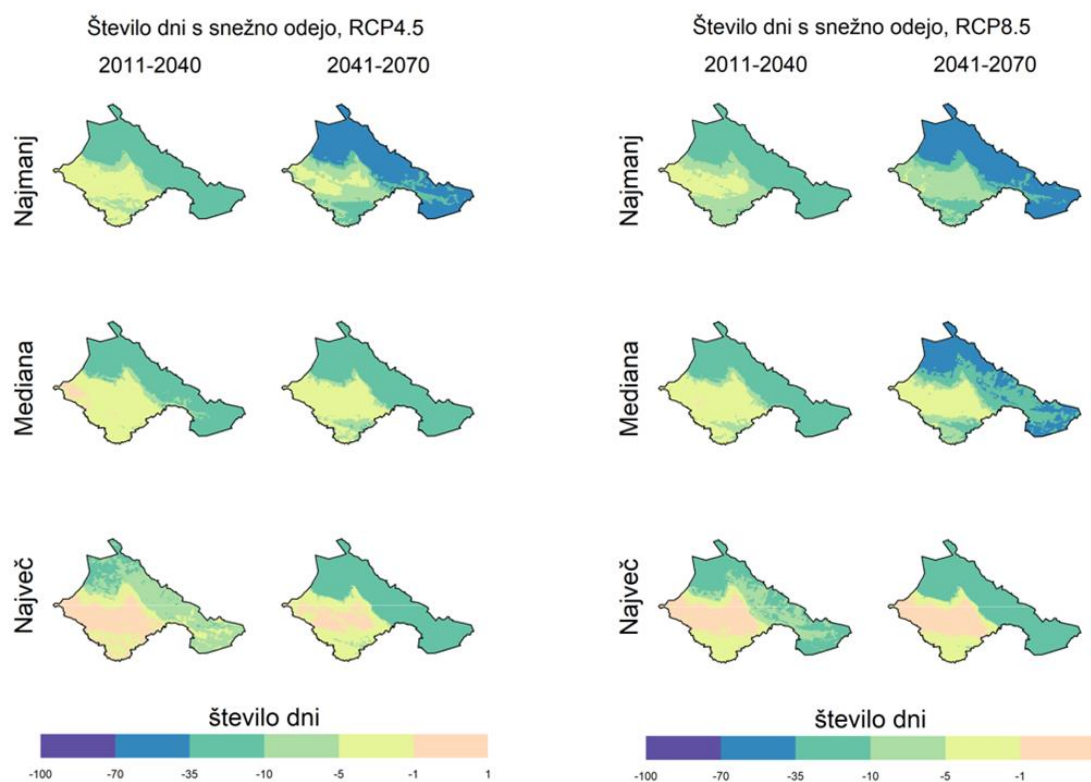 Število dni s snežno odejo, RCP4.5
2011-2040 2041-2070
Najmanj
Mediana
Največ
število dni
-100 -70 -35 -10 -5 -1 1
Število dni s snežno odejo, RCP8.5
2011-2040 2041-2070
Najmanj
Mediana
Največ
število dni
-100 -70 -35 -10 -5 -1